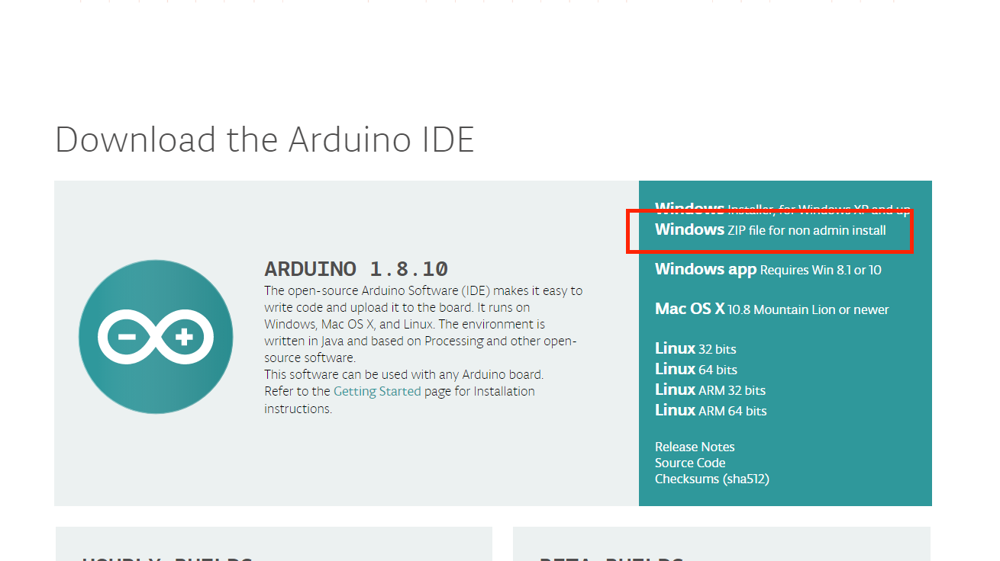 Download the Arduino IDE
ARDUINO 1.8.10
The open-source Arduino Software (IDE) makes it easy to
write code and upload it to the board. It runs on
Windows, Mac OS X, and Linux. The environment is
written in Java and based on Processing and other open-
source software.
This software can be used with any Arduino board.
Refer to the Getting Started page for Installation
instructions.
Windows Installer, for Windows XP and up
Windows ZIP file for non admin install
Windows app Requires Win 8.1 or 10
Mac OS X 10.8 Mountain Lion or newer
Linux 32 bits
Linux 64 bits
Linux ARM 32 bits
Linux ARM 64 bits
Release Notes
Source Code
Checksums (sha512)
HOURLY BUILDS
BETA BUILDS